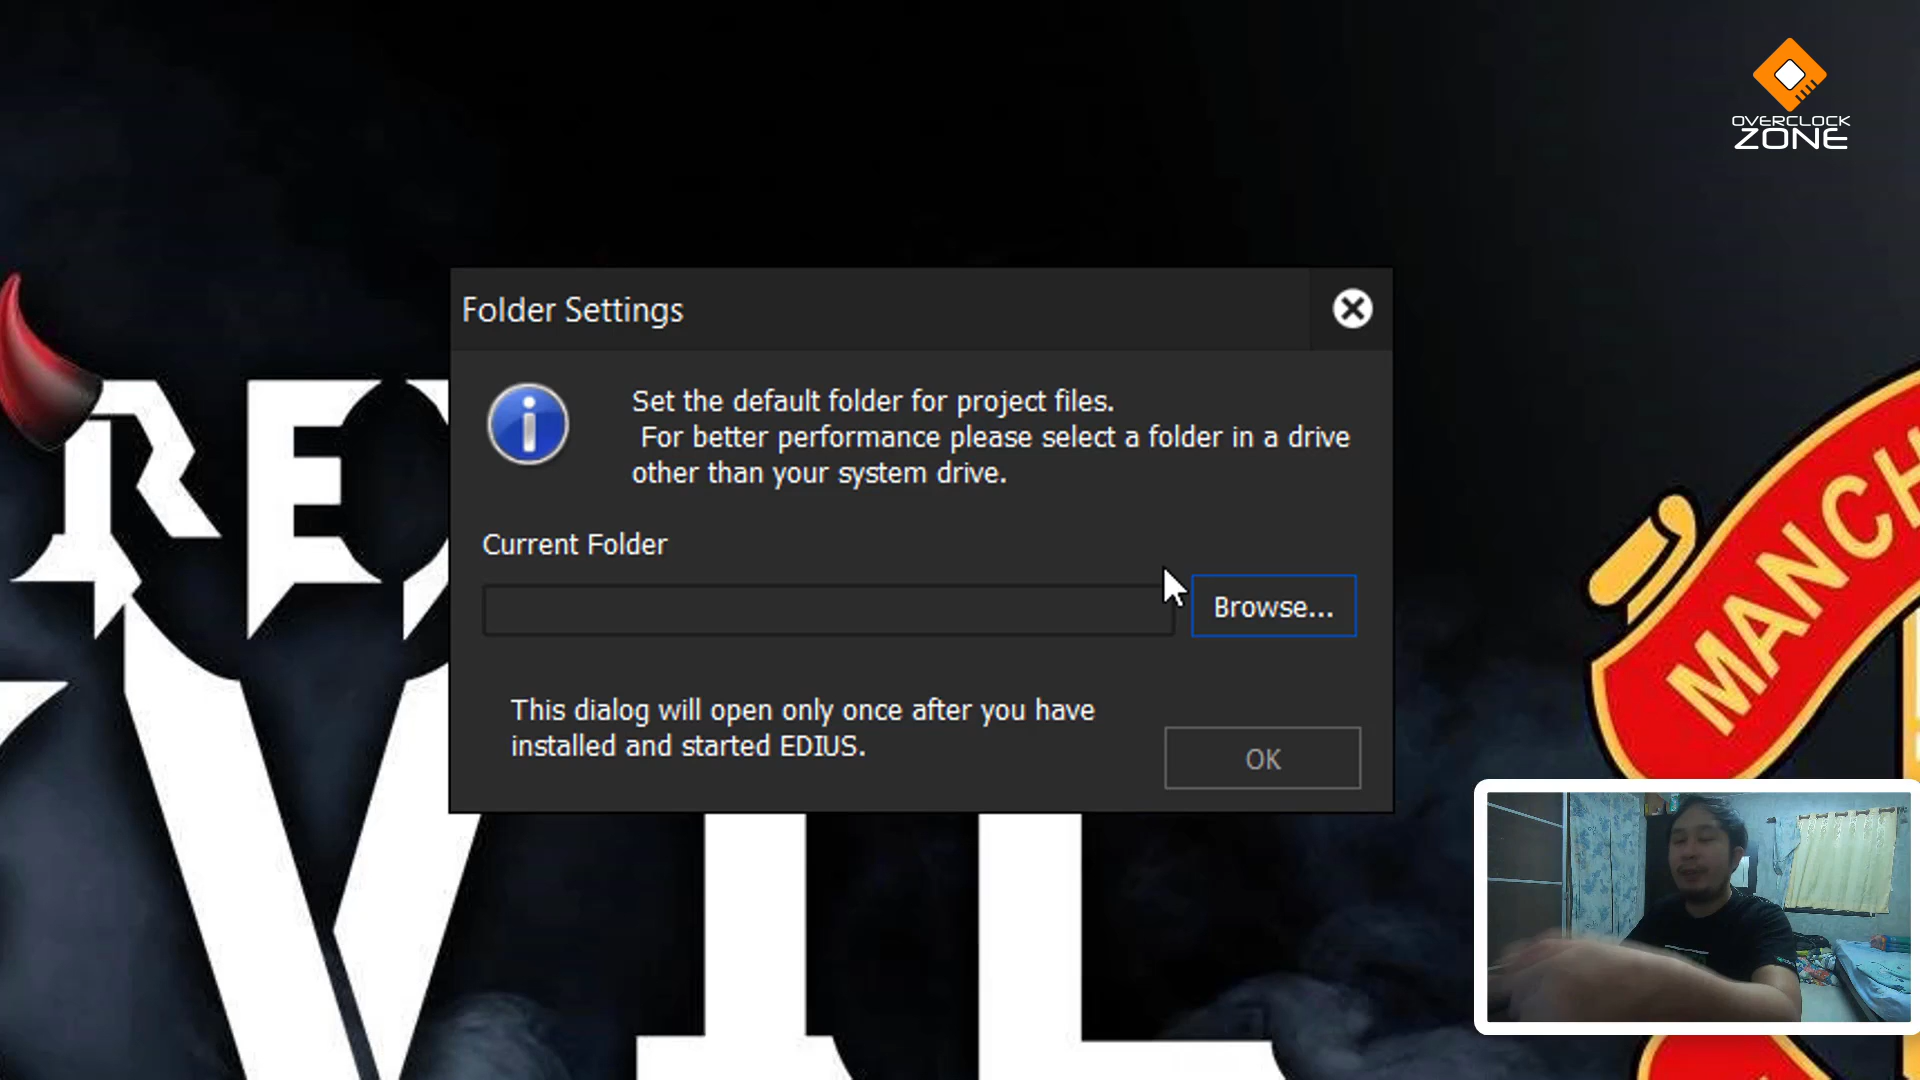 OVERCLOCK
ZONE
Folder Settings
Set the default folder for project files.
For better performance please select a folder in a drive
other than your system drive.
Current Folder
Browse...
This dialog will open only once after you have
installed and started EDIUS.
OK